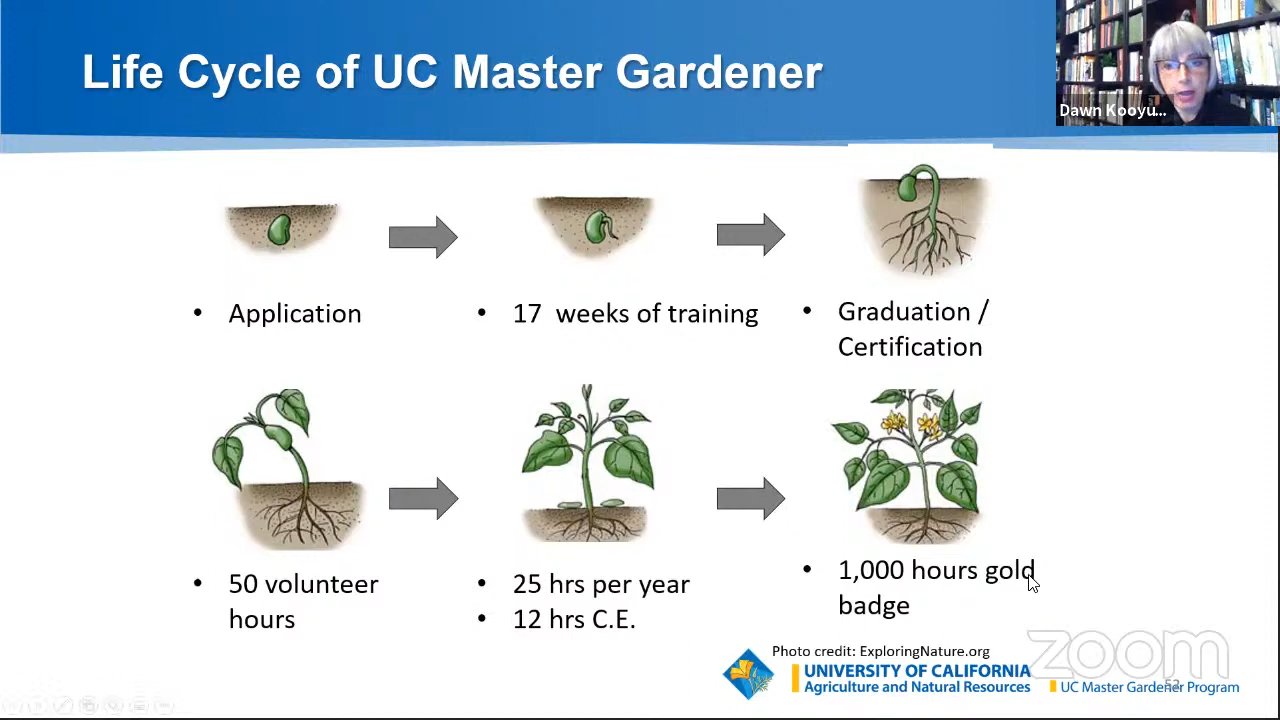 Life Cycle of UC Master Gardener
Dawn Kooyu...
• Application
• 17 weeks of training
• Graduation /
Certification
• 50 volunteer
hours
• 25 hrs per year
• 12 hrs C.E.
• 1,000 hours gold
badge
Photo credit: ExploringNature.org
UNIVERSITY OF CALIFORNIA
Agriculture and Natural Resources
UC Master Gardener Program
zoom